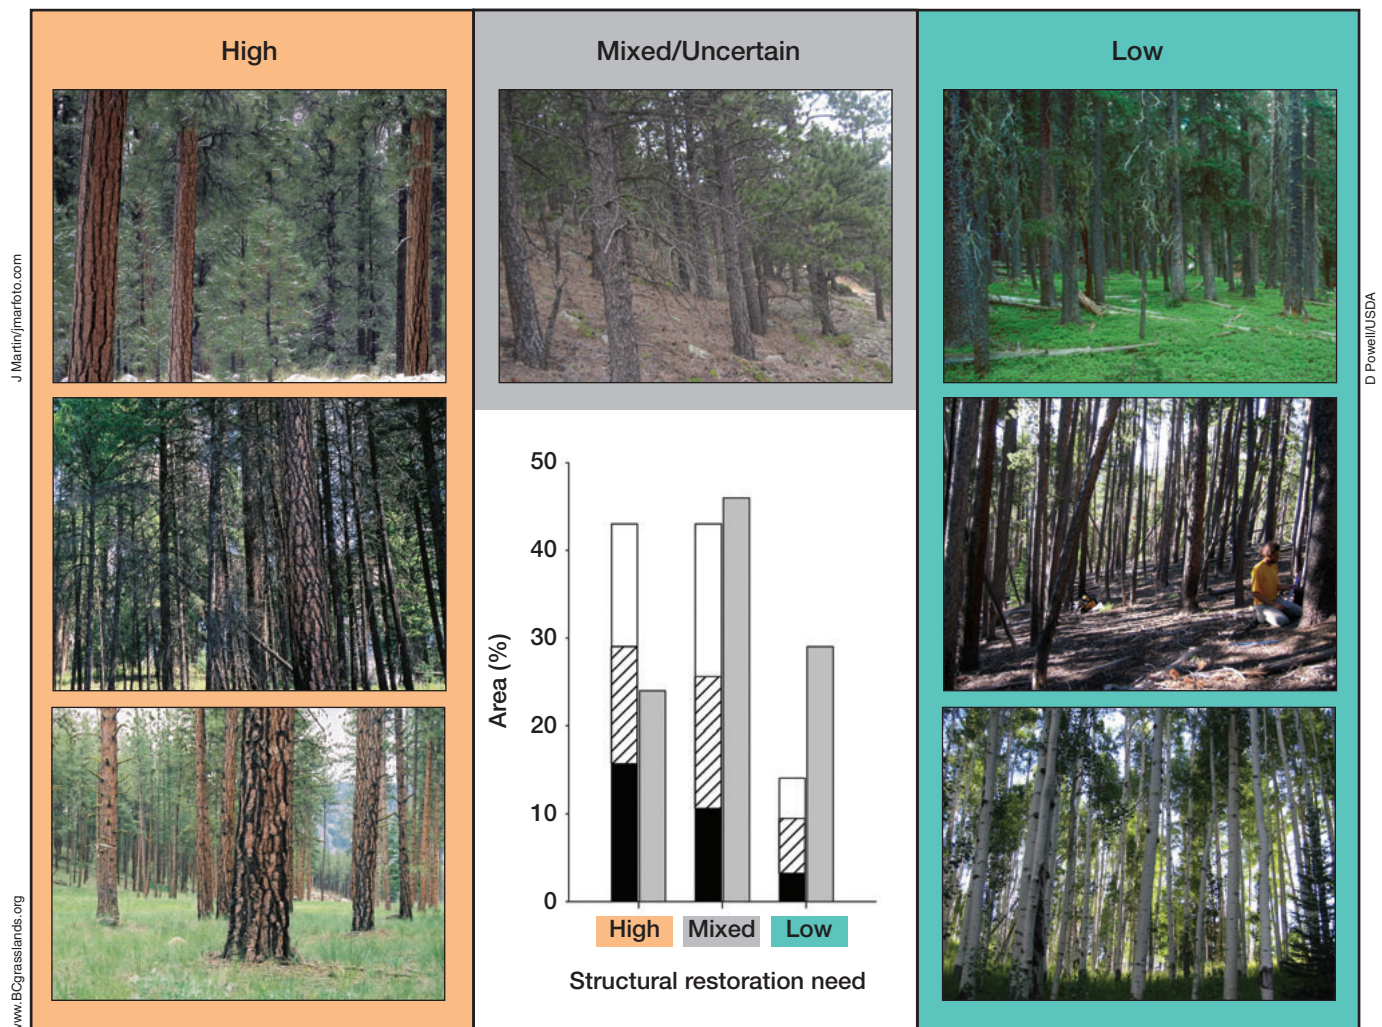 High
Mixed/Uncertain
Low
J Martin/jmarfoto.com
D Powell/USDA
www.BCgrasslands.org
50
40
30
20
10
0
Area (%)
High
Mixed
Low
Structural restoration need